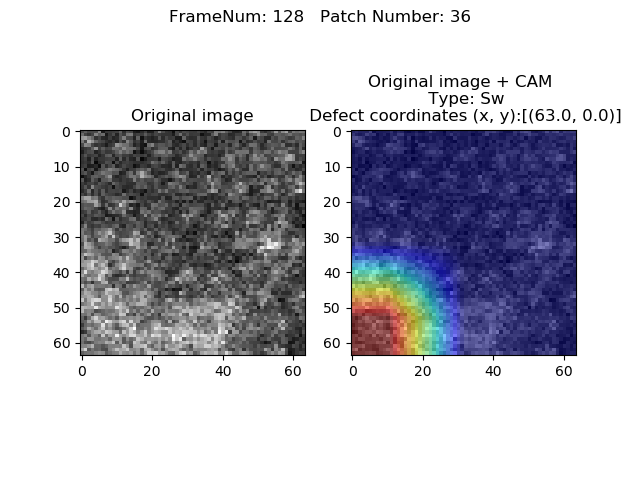 FrameNum: 128   Patch Number: 36
Original image
0
10
20
30
40
50
60
0 20 40 60
Original image + CAM
Type: Sw
Defect coordinates (x, y):[(63.0, 0.0)]
0
10
20
30
40
50
60
0 20 40 60